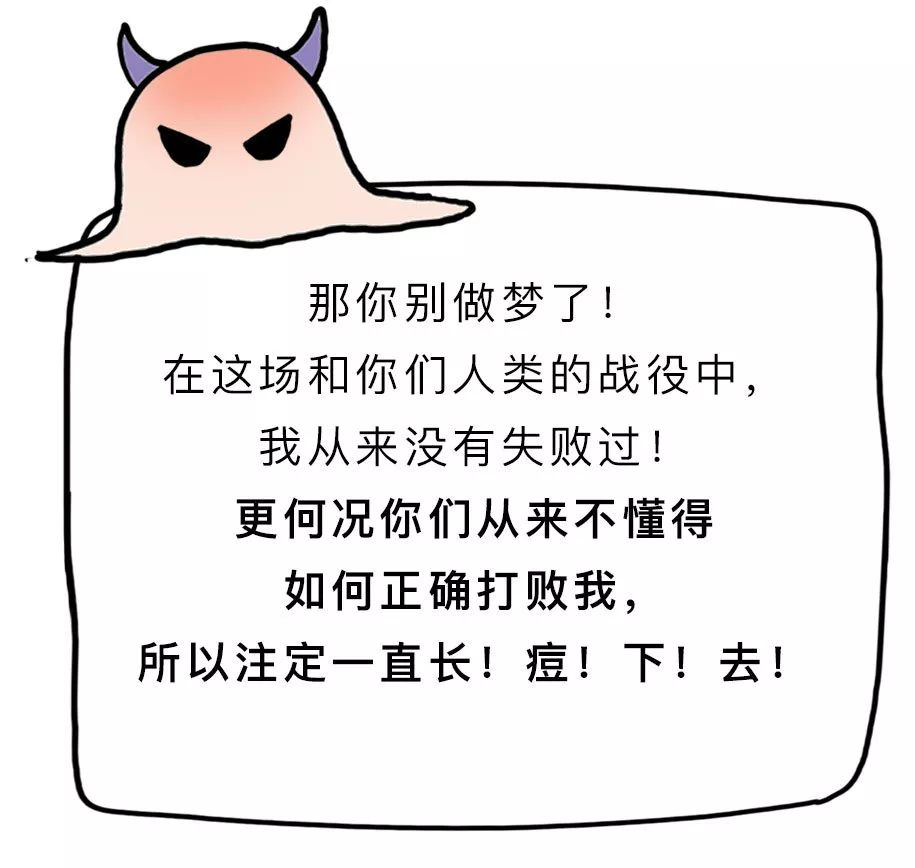 那你别做梦了!
在这场和你们人类的战役中,
我从来没有失败过!
更何况你们从来不懂得
如何正确打败我,
所以注定一直长!痘!下!去!